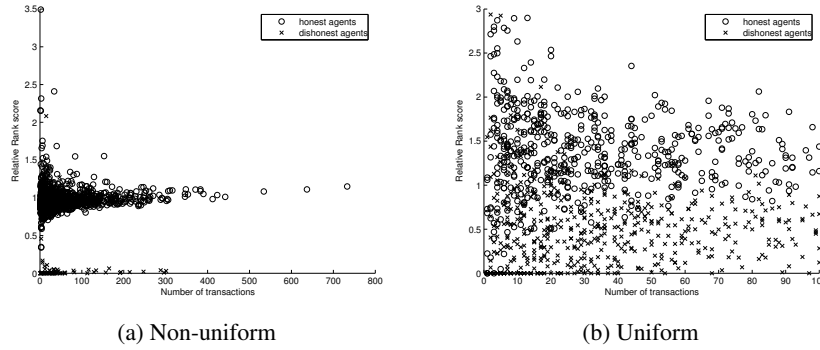 3.5
3
2.5
2
1.5
1
0.5
0
Relative Rank score
honest agents
dishonest agents
0 100 200 300 400 500 600 700 800
Number of transactions
(a) Non-uniform
3
2.5
2
1.5
1
0.5
0
Relative Rank score
honest agents
dishonest agents
0 10 20 30 40 50 60 70 80 90 100
Number of transactions
(b) Uniform